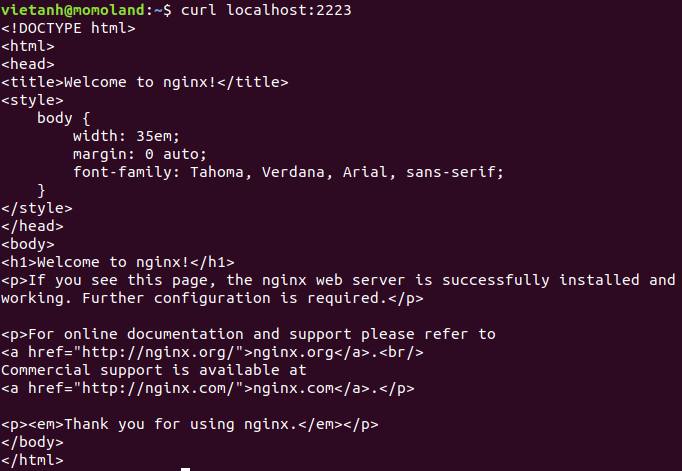 vietanh@momoland:~$ curl localhost:2223
<!DOCTYPE html>
<html>
<head>
<title>Welcome to nginx!</title>
<style>
    body {
        width: 35em;
        margin: 0 auto;
        font-family: Tahoma, Verdana, Arial, sans-serif;
    }
</style>
</head>
<body>
<h1>Welcome to nginx!</h1>
<p>If you see this page, the nginx web server is successfully installed and
working. Further configuration is required.</p>

<p>For online documentation and support please refer to
<a href="http://nginx.org/">nginx.org</a>.<br/>
Commercial support is available at
<a href="http://nginx.com/">nginx.com</a>.</p>

<p><em>Thank you for using nginx.</em></p>
</body>
</html>